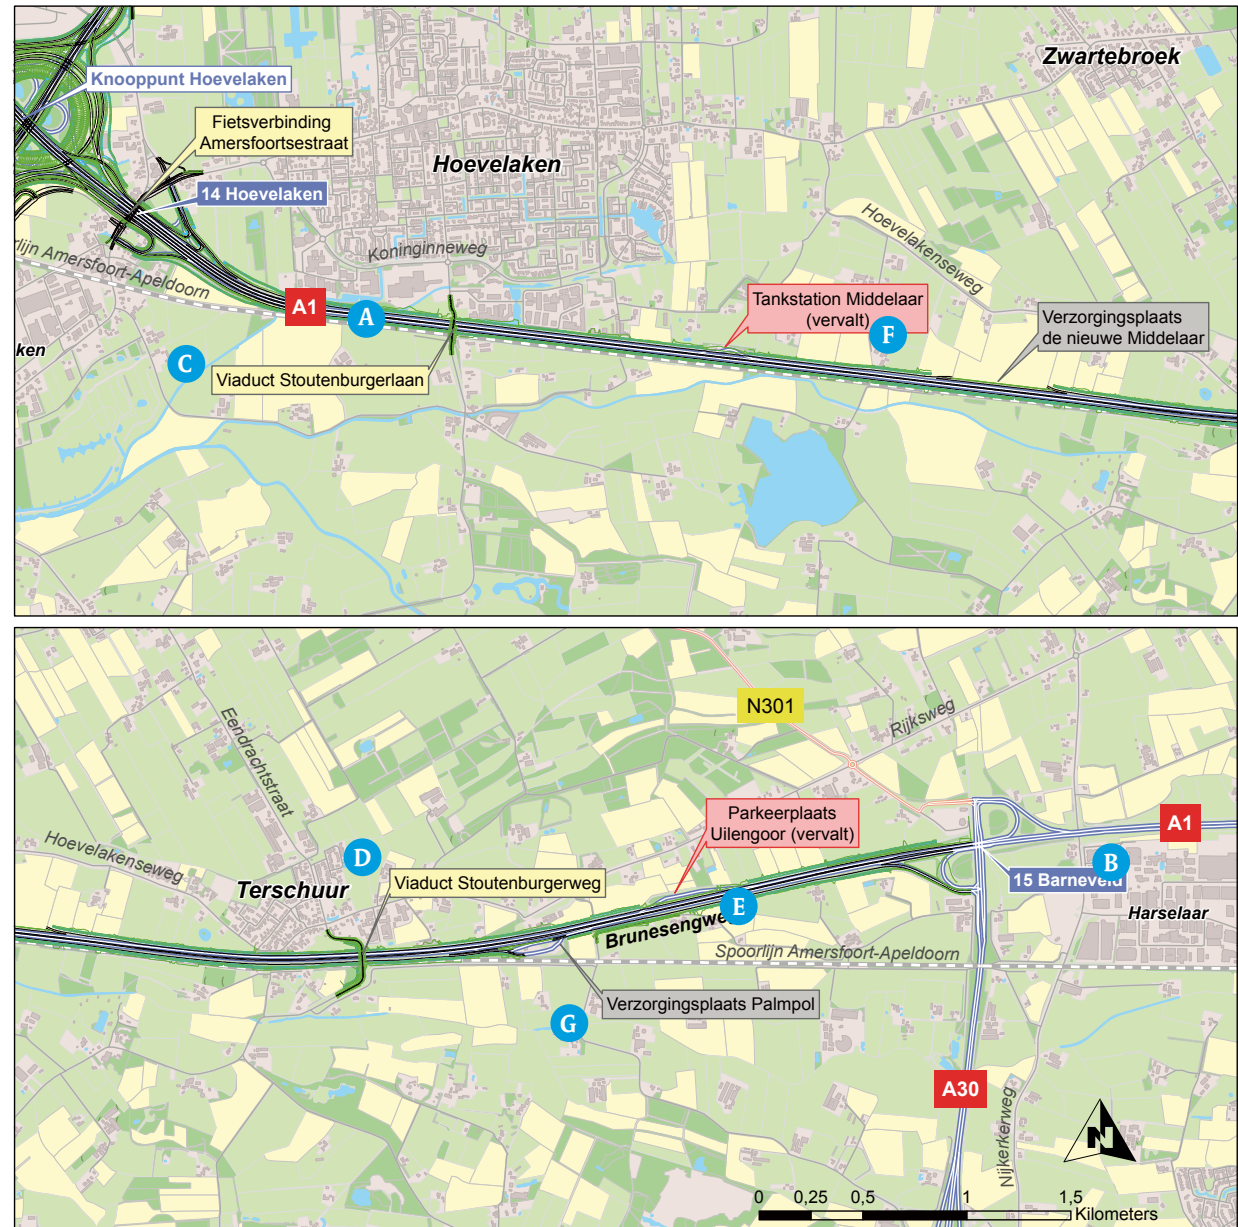 Zwartebroek
Knooppunt Hoevelaken
Fietsverbinding
Amersfoortsestraat
Hoevelaken
14 Hoevelaken
Hoevelakenseweg
Koninginneweg
rlijn Amersfoort-Apeldoorn
A1
A
Tankstation Middelaar
(vervalt)
F
Verzorgingsplaats
de nieuwe Middelaar
ken
C
Viaduct Stoutenburgerlaan
N301
Rijksweg
Eendrachtstraat
Parkeerplaats
Uilengoor (vervalt)
A1
Hoevelakenseweg
D
B
Terschuur
Viaduct Stoutenburgerweg
15 Barneveld
E
Harselaar
Brunesengwe
Spoorlijn Amersfoort-Apeldoorn
Verzorgingsplaats Palmpol
G
A30
Nijkerkerweg
N
0 0,25 0,5 1 1,5
Kilometers